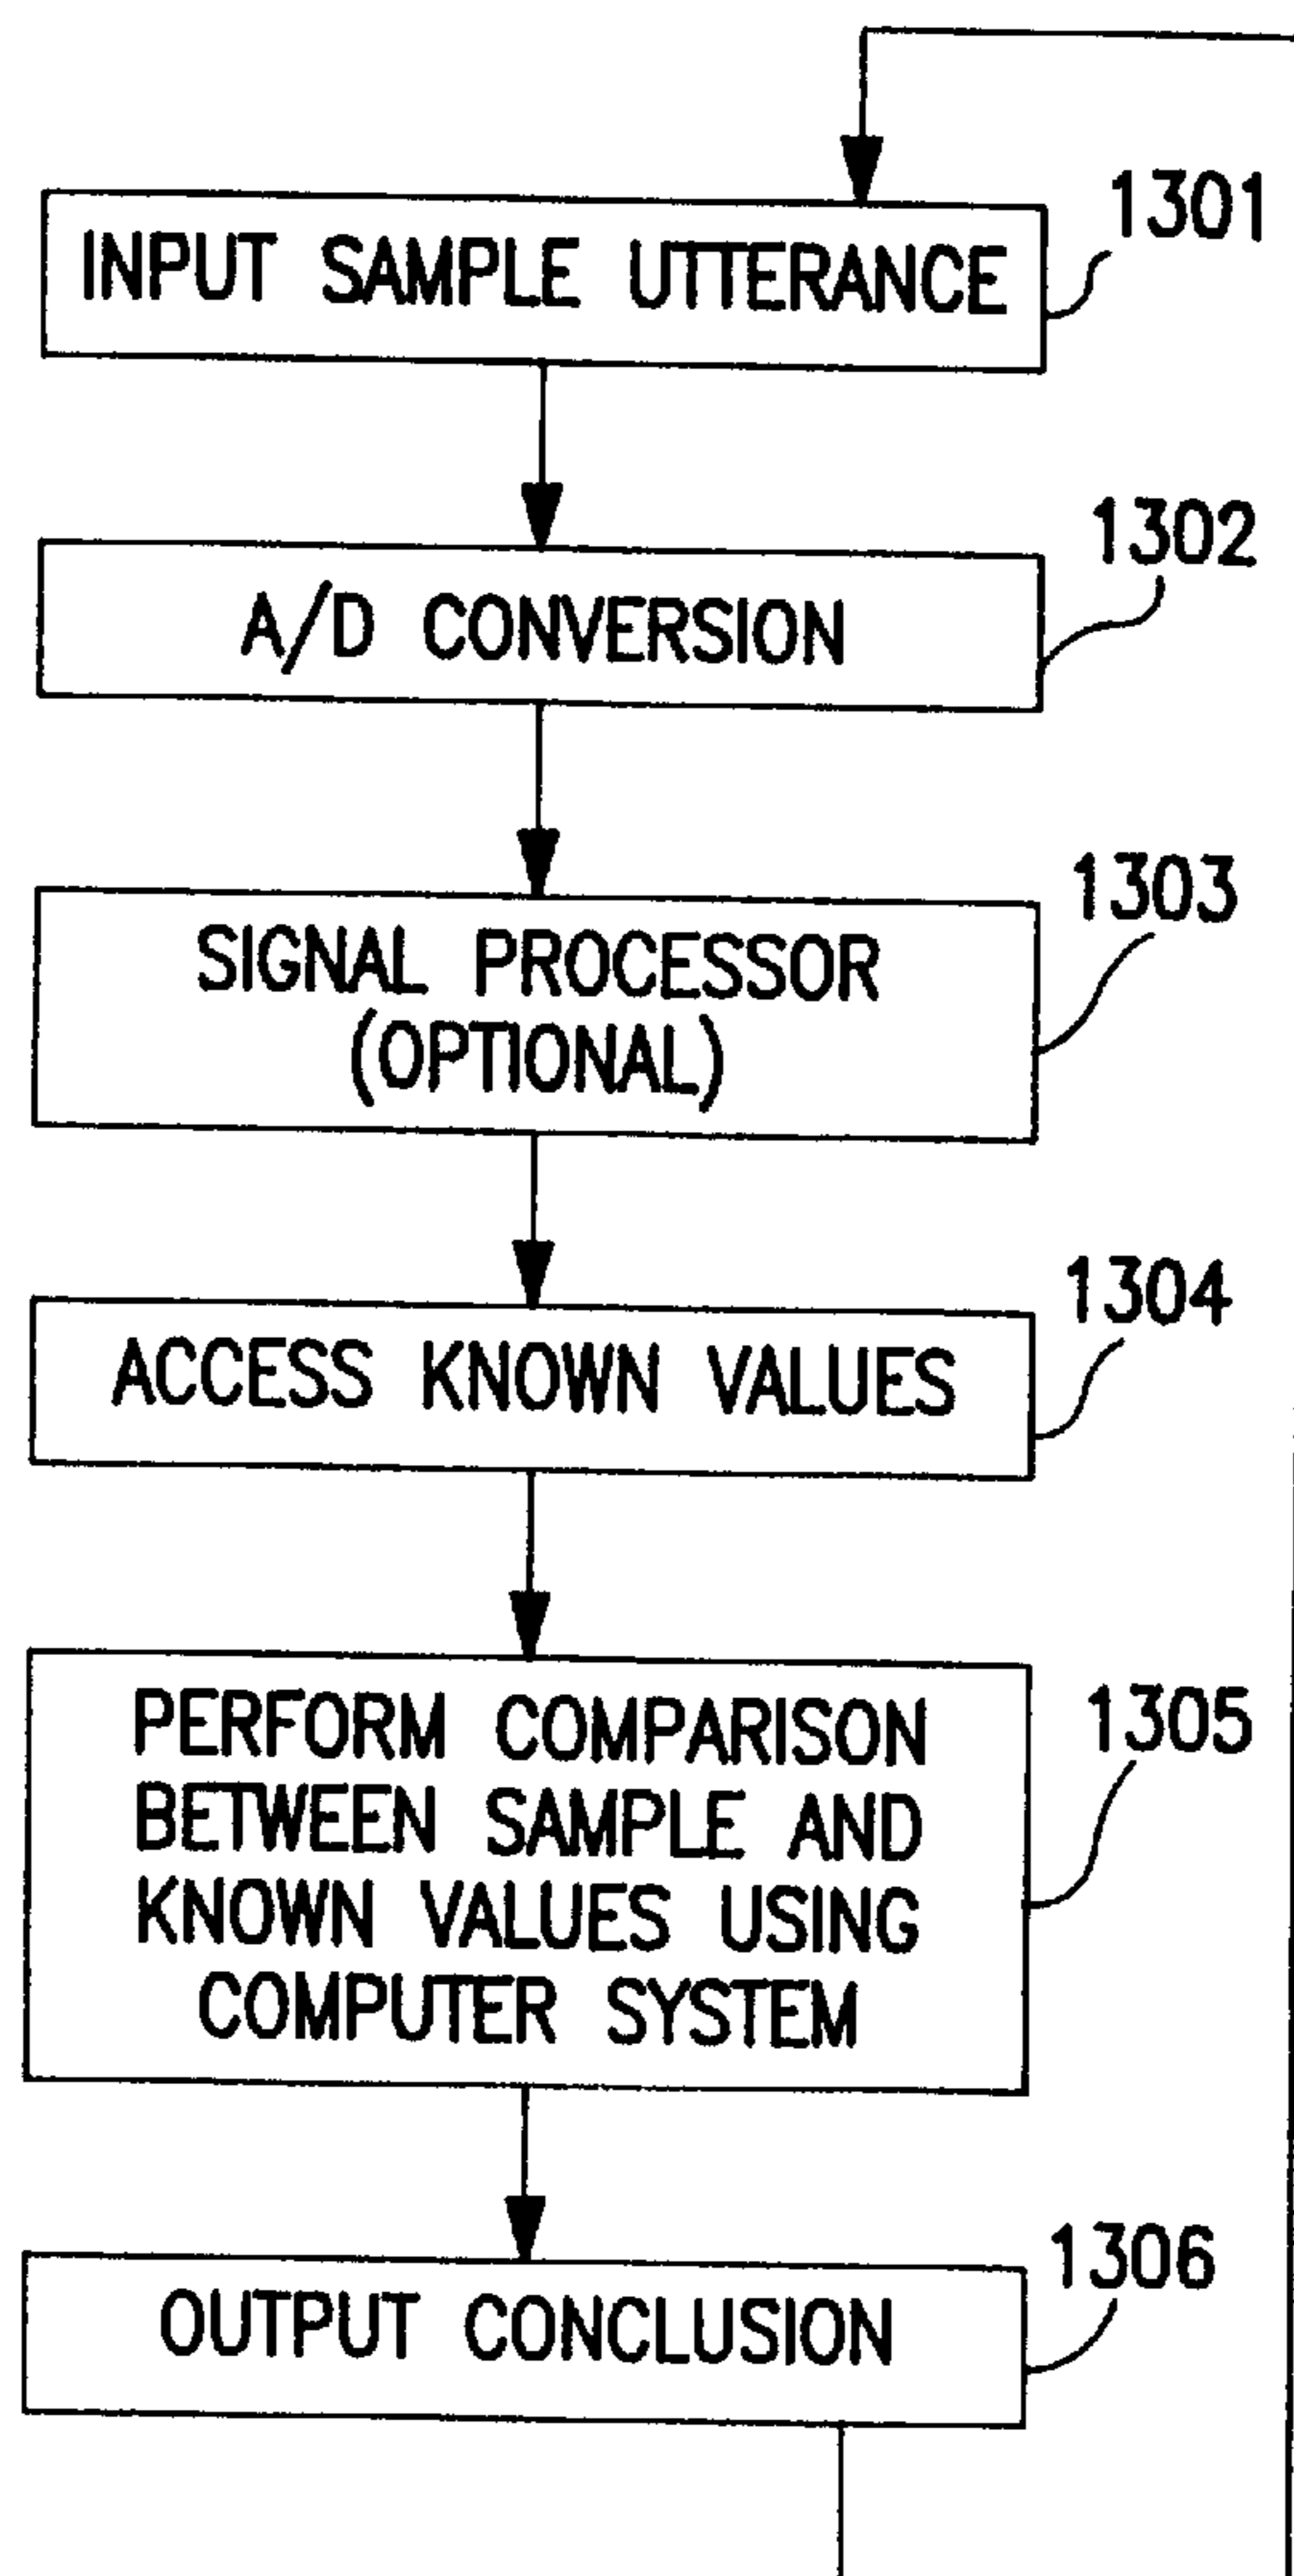 1301
INPUT SAMPLE UTTERANCE
1302
A/D CONVERSION
1303
SIGNAL PROCESSOR
(OPTIONAL)
1304
ACCESS KNOWN VALUES
1305
PERFORM COMPARISON
BETWEEN SAMPLE AND
KNOWN VALUES USING
COMPUTER SYSTEM
1306
OUTPUT CONCLUSION